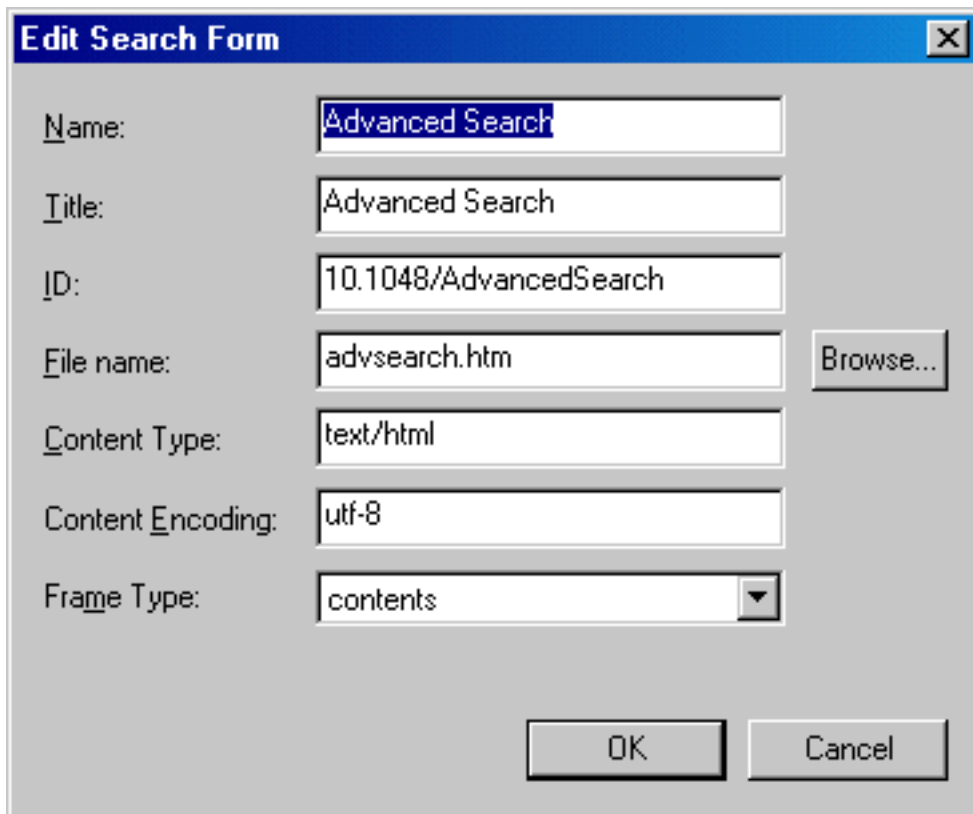 Edit Search Form
Name: Advanced Search
Title: Advanced Search
ID: 10.1048/AdvancedSearch
File name: advsearch.htm Browse...
Content Type: text/html
Content Encoding: utf-8
Frame Type: contents
OK Cancel